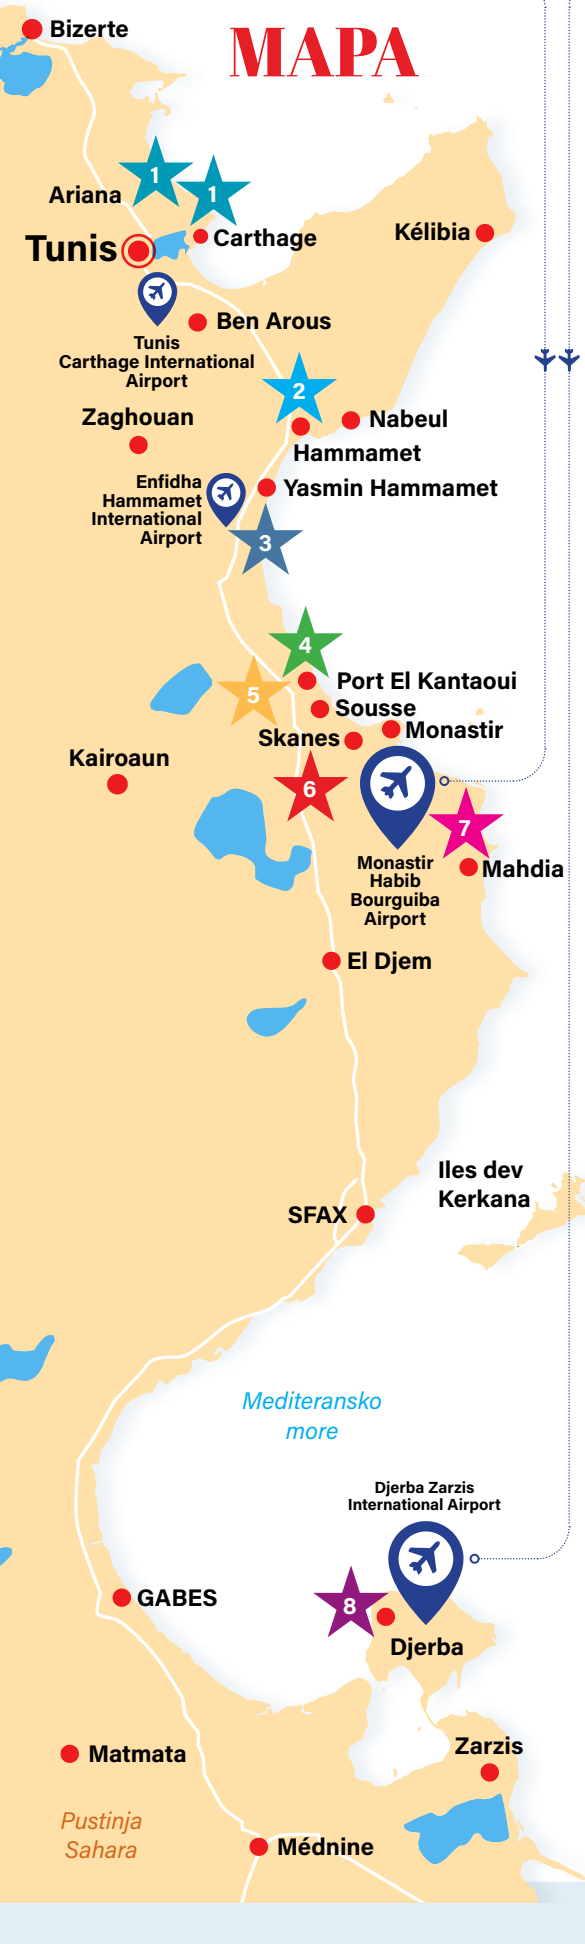 MAPA
Bizerte
1
1
Ariana
Carthage
Tunis
Kélibia
Ben Arous
Tunis
Carthage International
Airport
2
Zaghouan
Nabeul
Hammamet
Enfidha
Hammamet
International
Airport
Yasmin Hammamet
3
4
Port El Kantaoui
5
Sousse
Skanes
Monastir
Kairoaun
6
7
Monastir
Habib
Bourguiba
Airport
Mahdia
El Djem
Iles dev
Kerkana
SFAX
Mediteransko
more
Djerba Zarzis
International Airport
GABES
8
Djerba
Matmata
Zarzis
Pustinja
Sahara
Médnine